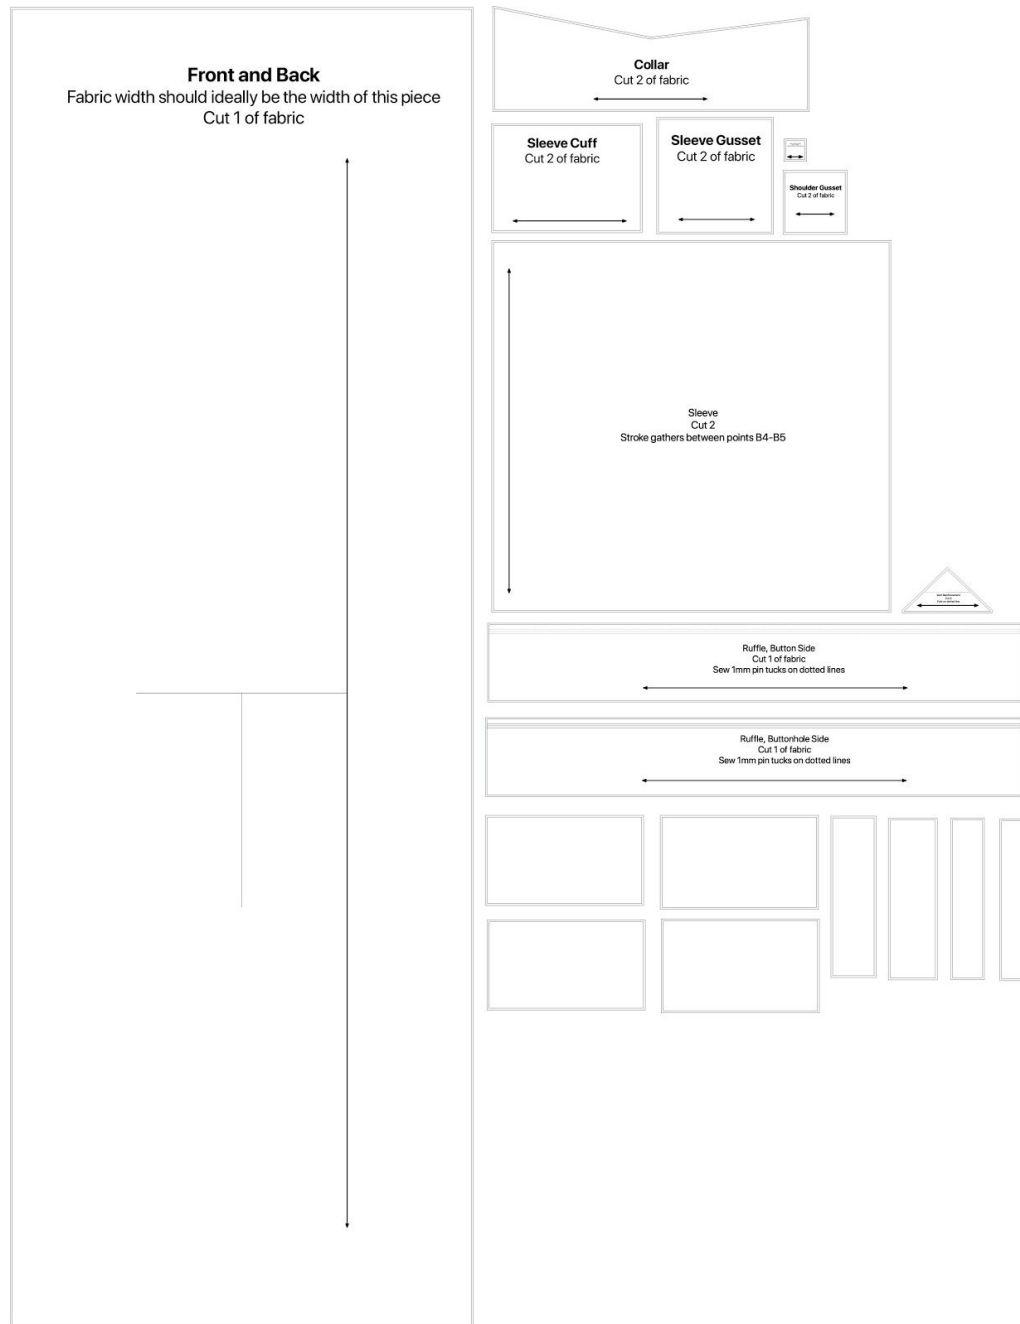 Front and Back
Fabric width should ideally be the width of this piece
Cut 1 of fabric
Collar
Cut 2 of fabric
Sleeve Cuff
Cut 2 of fabric
Sleeve Gusset
Cut 2 of fabric
Shoulder Gusset
Cut 2 of fabric
Sleeve
Cut 2
Stroke gathers between points B4-B5
Ruffle, Button Side
Cut 1 of fabric
Sew 1mm pin tucks on dotted lines
Ruffle, Buttonhole Side
Cut 1 of fabric
Sew 1mm pin tucks on dotted lines